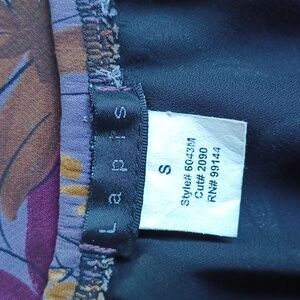 Lapis
S
Style# 6043M
Cut# 2090
RN# 99144